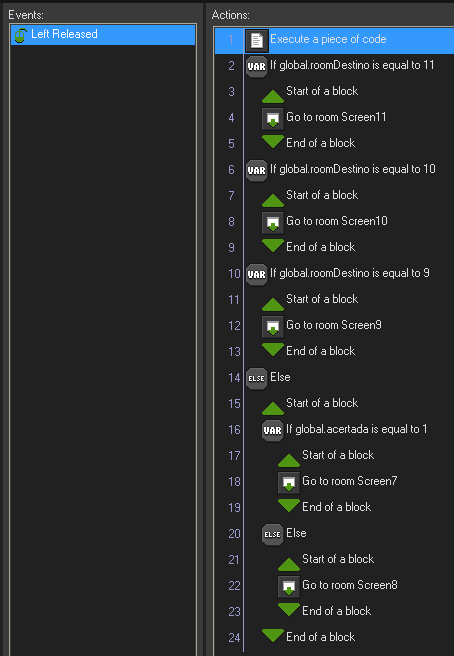 Events:
Left Released
Actions:
1 Execute a piece of code
2 VAR If global.roomDestino is equal to 11
3 Start of a block
4 Go to room Screen11
5 End of a block
6 VAR If global.roomDestino is equal to 10
7 Start of a block
8 Go to room Screen10
9 End of a block
10 VAR If global.roomDestino is equal to 9
11 Start of a block
12 Go to room Screen9
13 End of a block
14 ELSE Else
15 Start of a block
16 VAR If global.acertada is equal to 1
17 Start of a block
18 Go to room Screen7
19 End of a block
20 ELSE Else
21 Start of a block
22 Go to room Screen8
23 End of a block
24 End of a block